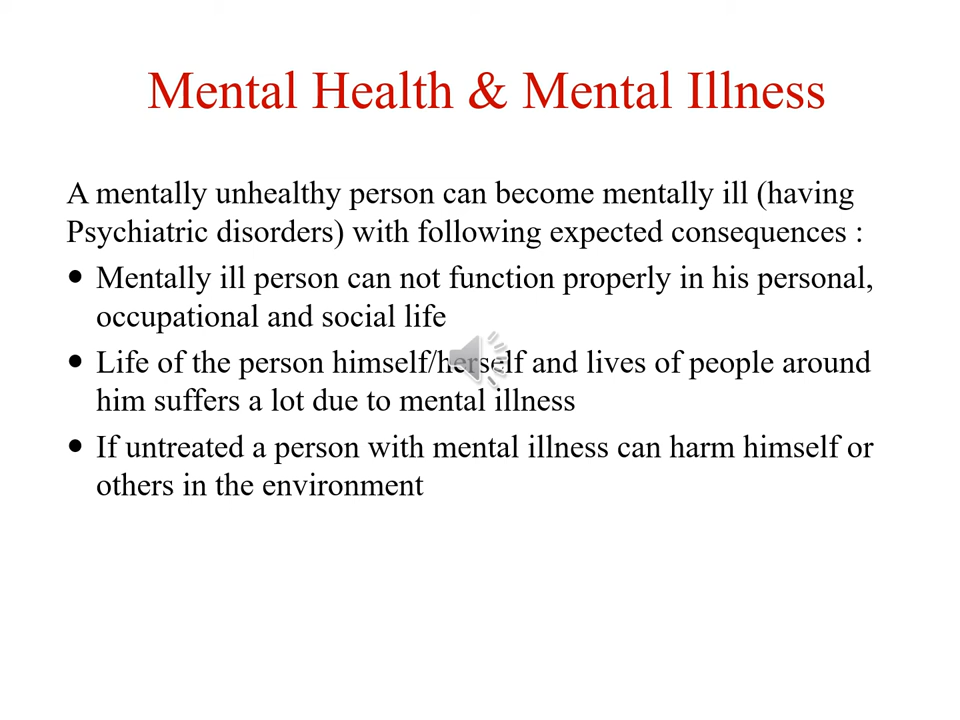 Mental Health & Mental Illness
A mentally unhealthy person can become mentally ill (having
Psychiatric disorders) with following expected consequences :
• Mentally ill person can not function properly in his personal,
occupational and social life
• Life of the person himself/herself and lives of people around
him suffers a lot due to mental illness
• If untreated a person with mental illness can harm himself or
others in the environment